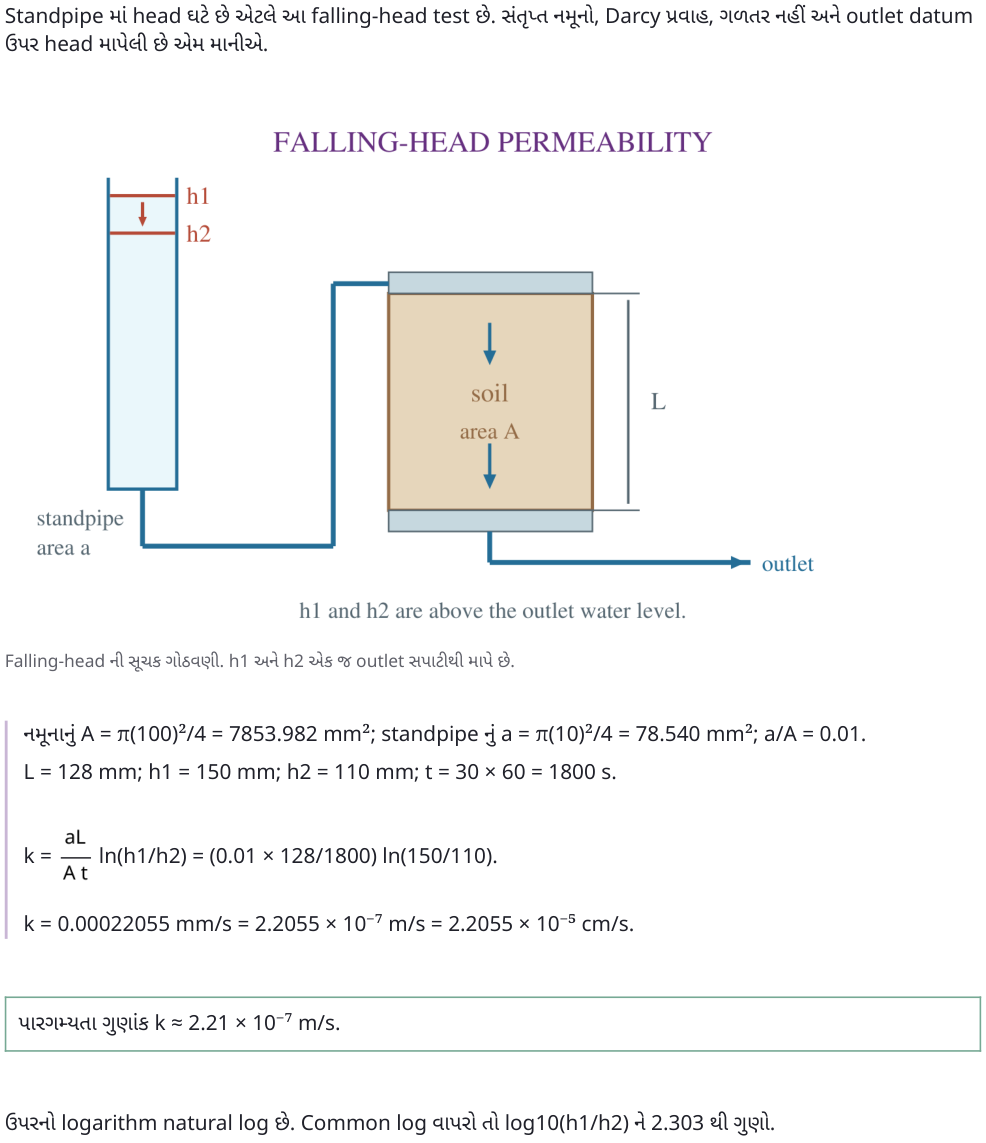 Standpipe માં head ઘટે છે એટલે આ falling-head test છે. સંતૃપ્ત નમૂનો, Darcy પ્રવાહ, ગળતર નહીં અને outlet datum
ઉપર head માપેલી છે એમ માનીએ.
FALLING-HEAD PERMEABILITY
h1
h2
soil
area A
L
standpipe
area a
outlet
h1 and h2 are above the outlet water level.
Falling-head ની સૂચક ગોઠવણી. h1 અને h2 એક જ outlet સપાટીથી માપે છે.
નમૂનાનું A = π(100)²/4 = 7853.982 mm²; standpipe નું a = π(10)²/4 = 78.540 mm²; a/A = 0.01.
L = 128 mm; h1 = 150 mm; h2 = 110 mm; t = 30 × 60 = 1800 s.
k = aL / A t ln(h1/h2) = (0.01 × 128/1800) ln(150/110).
k = 0.00022055 mm/s = 2.2055 × 10⁻⁷ m/s = 2.2055 × 10⁻⁵ cm/s.
પારગમ્યતા ગુણાંક k ≈ 2.21 × 10⁻⁷ m/s.
ઉપરનો logarithm natural log છે. Common log વાપરો તો log10(h1/h2) ને 2.303 થી ગુણો.